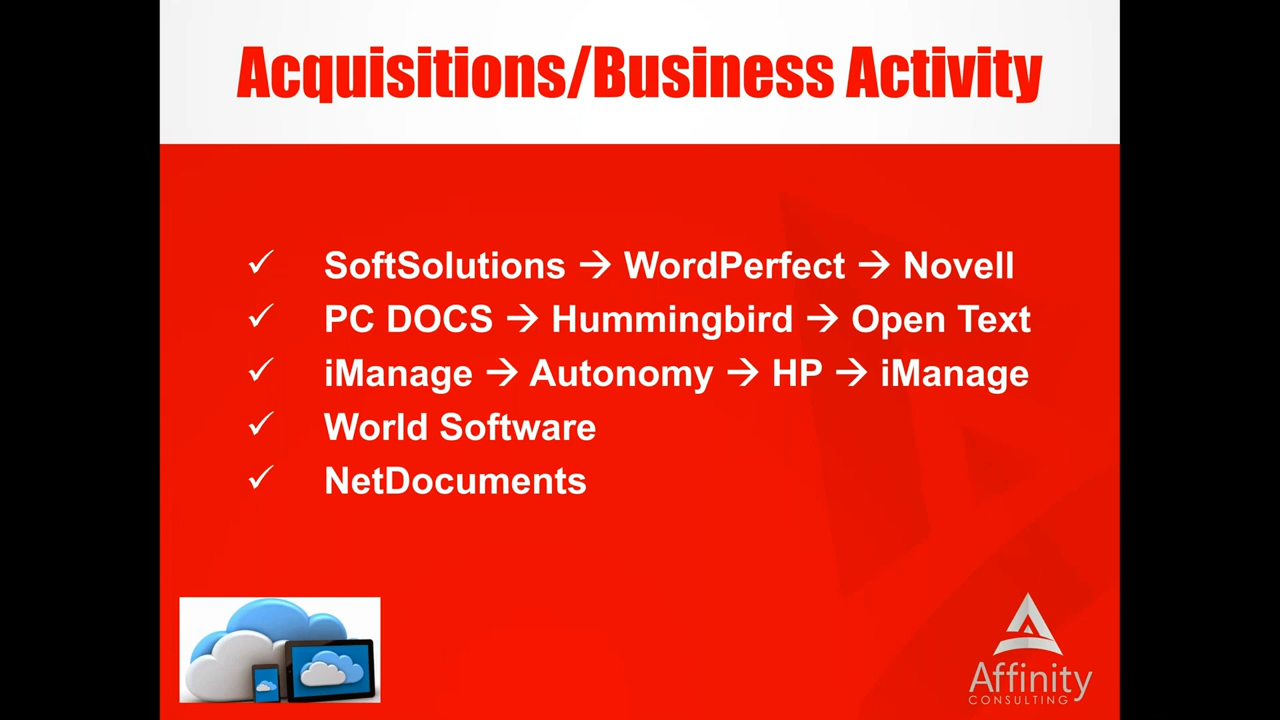 Acquisitions/Business Activity
✓ SoftSolutions → WordPerfect → Novell
✓ PC DOCS → Hummingbird → Open Text
✓ iManage → Autonomy → HP → iManage
✓ World Software
✓ NetDocuments
Affinity
CONSULTING